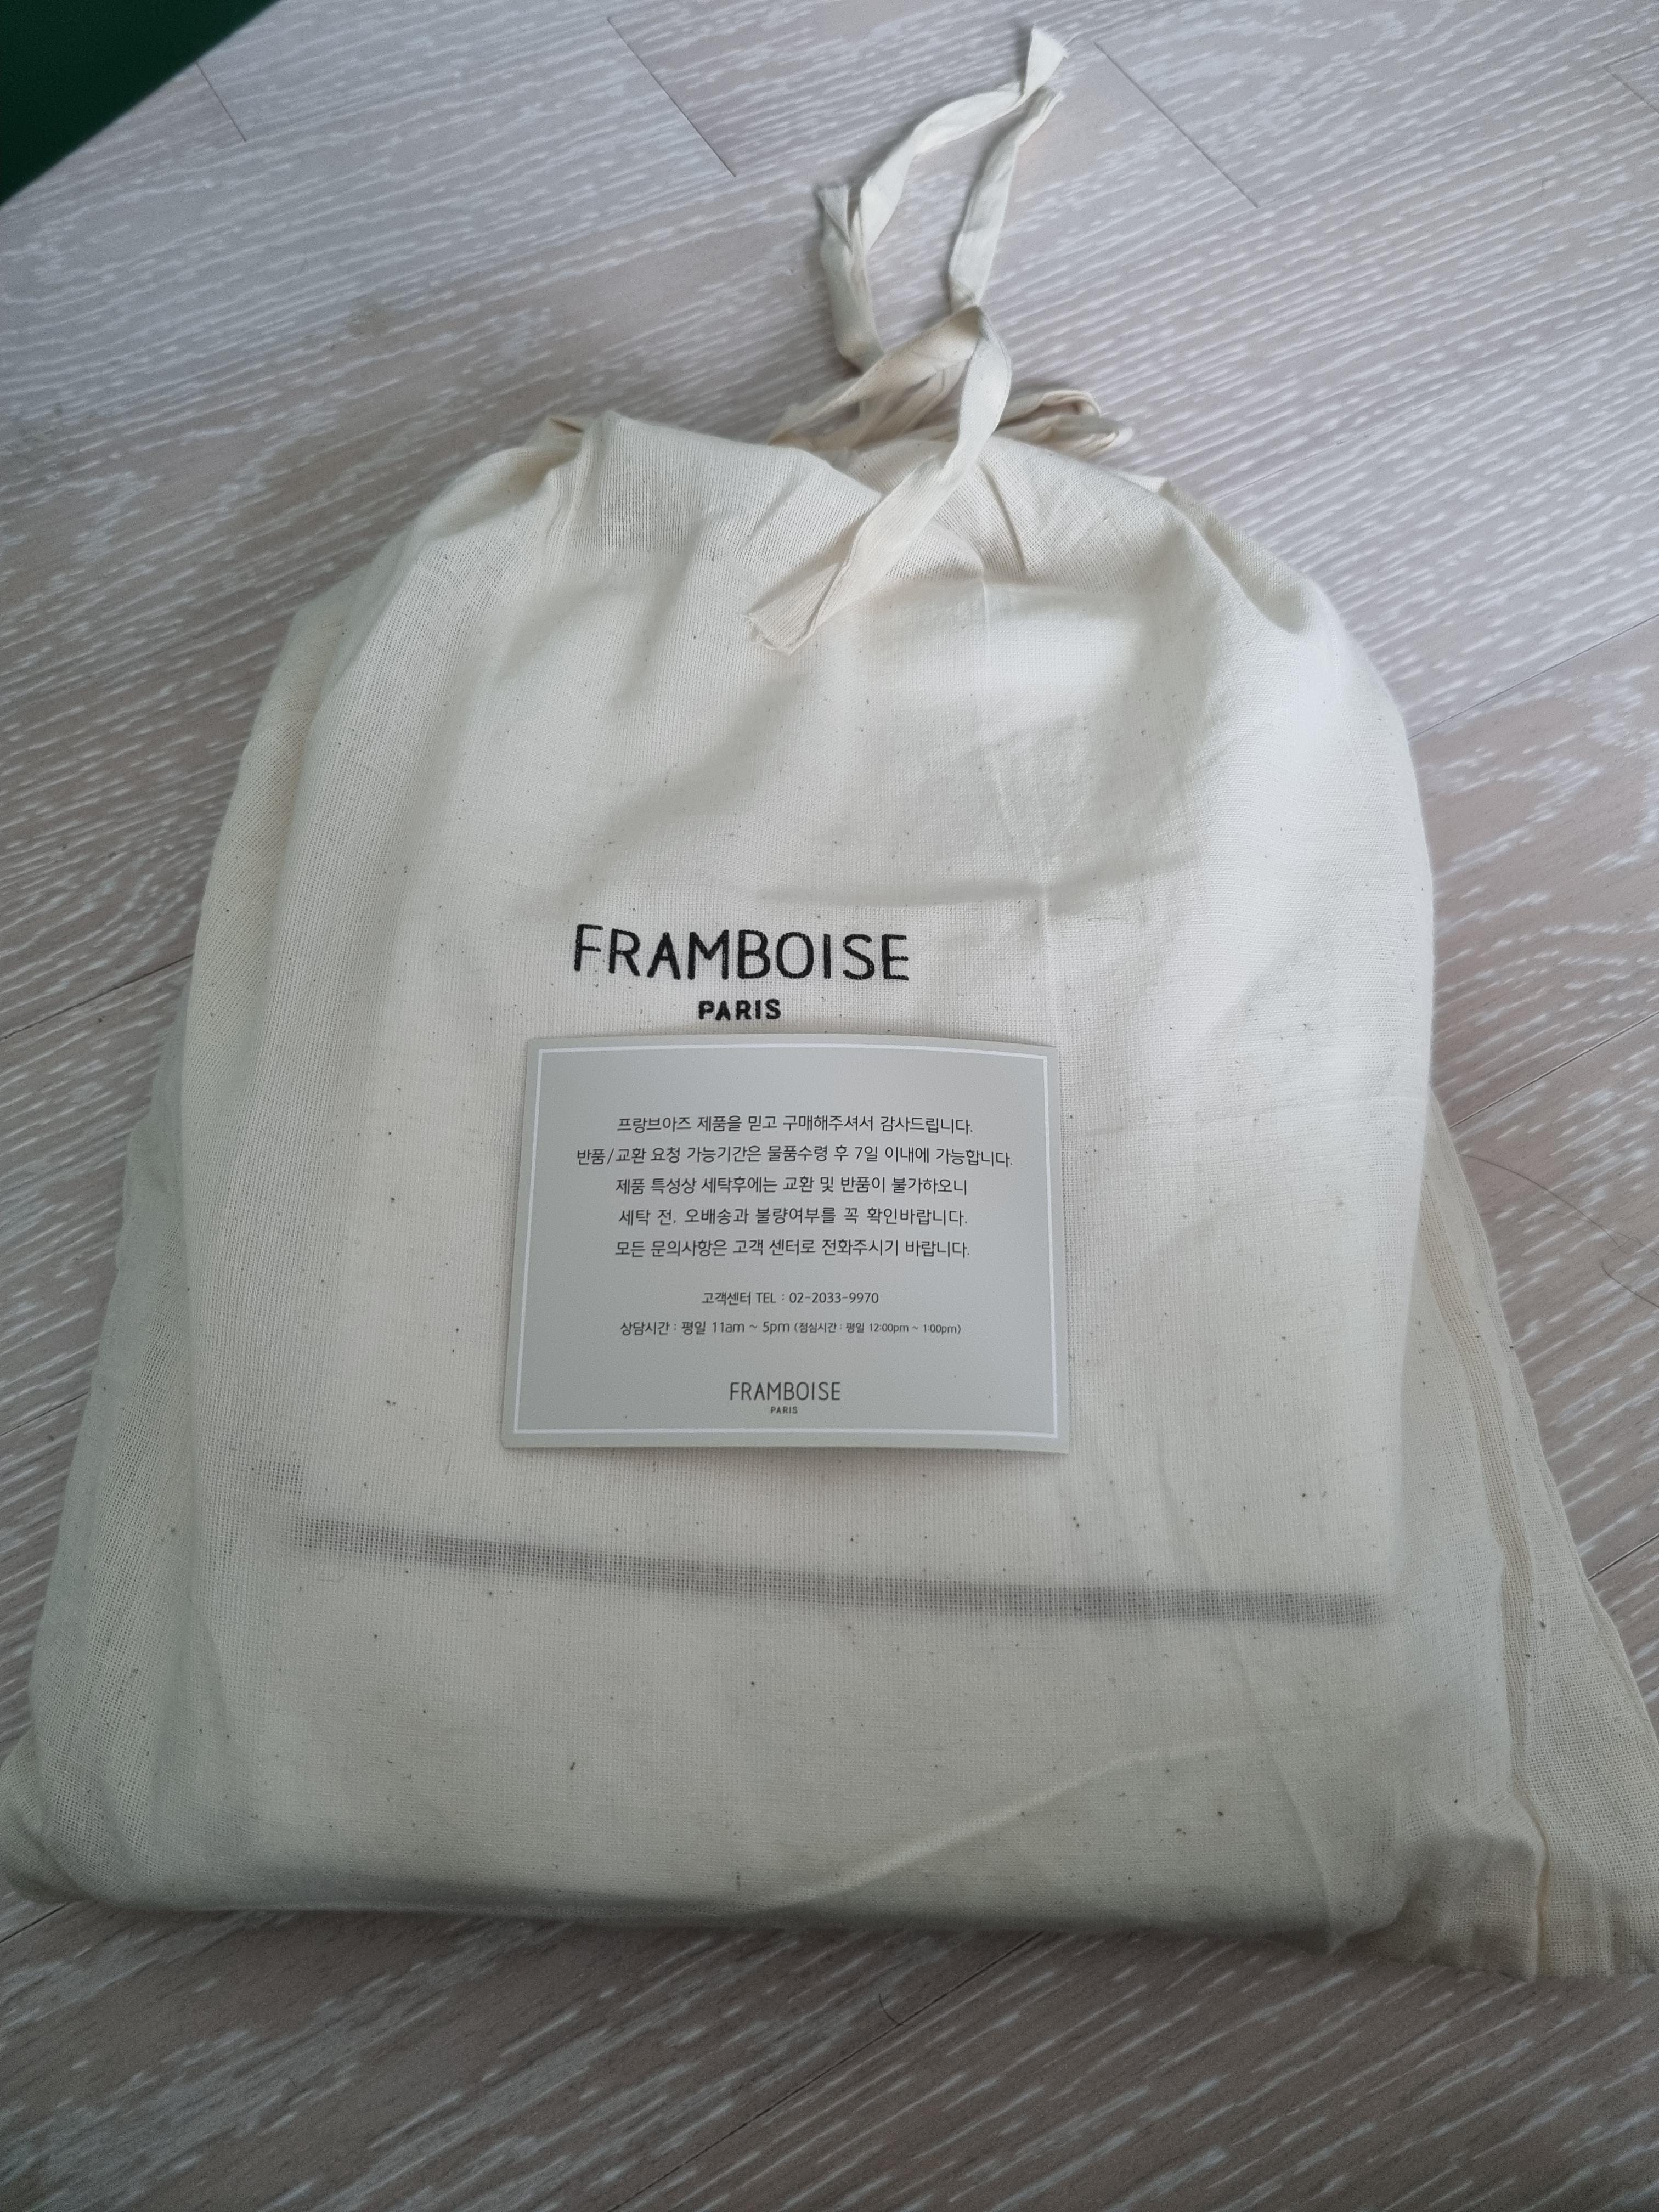 FRAMBOISE
PARIS
프랑브아즈 제품을 믿고 구매해주셔서 감사드립니다.
반품/교환 요청 가능기간은 물품수령 후 7일 이내에 가능합니다.
제품 특성상 세탁후에는 교환 및 반품이 불가하오니
세탁 전, 오배송과 불량여부를 꼭 확인바랍니다.
모든 문의사항은 고객 센터로 전화주시기 바랍니다.
고객센터 TEL : 02-2033-9970
상담시간 : 평일 11am ~ 5pm (점심시간 : 평일 12:00pm ~ 1:00pm)
FRAMBOISE
PARIS